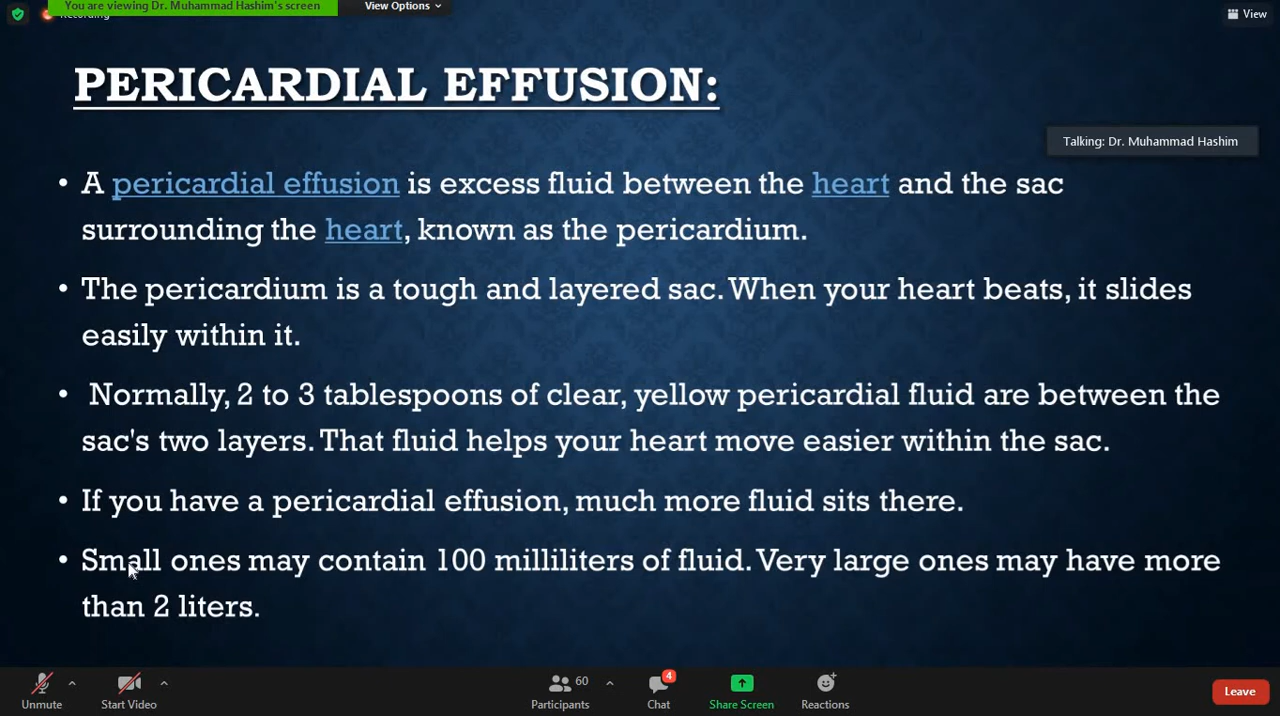 You are viewing Dr. Muhammad Hashim's screen
View Options
Recording
View
PERICARDIAL EFFUSION:
Talking: Dr. Muhammad Hashim
• A pericardial effusion is excess fluid between the heart and the sac
surrounding the heart, known as the pericardium.
• The pericardium is a tough and layered sac. When your heart beats, it slides
easily within it.
• Normally, 2 to 3 tablespoons of clear, yellow pericardial fluid are between the
sac's two layers. That fluid helps your heart move easier within the sac.
• If you have a pericardial effusion, much more fluid sits there.
• Small ones may contain 100 milliliters of fluid. Very large ones may have more
than 2 liters.
60
4
Unmute
Start Video
Participants
Chat
Share Screen
Reactions
Leave